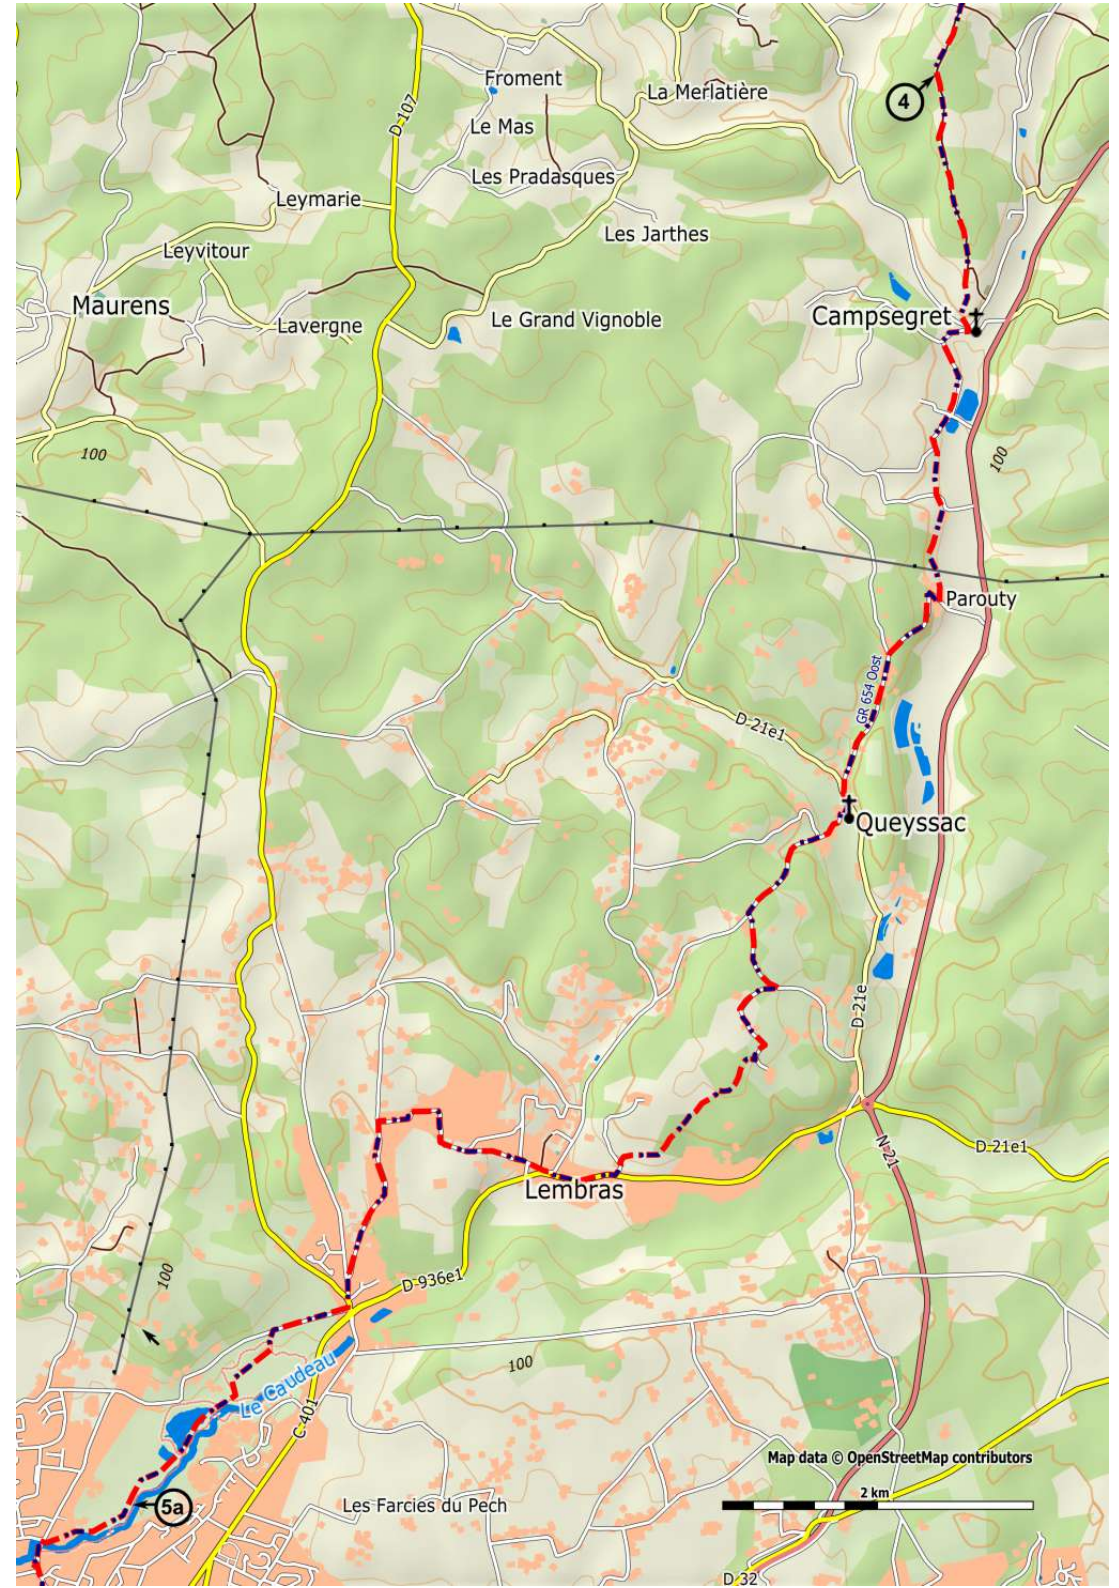 Froment
La Merlatière
4
D 107
Le Mas
Les Pradasques
Leymarie
Les Jarthes
Leyvitour
Maurens
Lavergne
Le Grand Vignoble
Campsegret
100
100
Parouty
GR 654 Oost
D 21e1
Queyssac
D 21e
N 21
D 21e1
Lembras
100
D 936e1
100
Le Caudeau
C 401
Map data © OpenStreetMap contributors
2 km
5a
Les Farcies du Pech
D 32